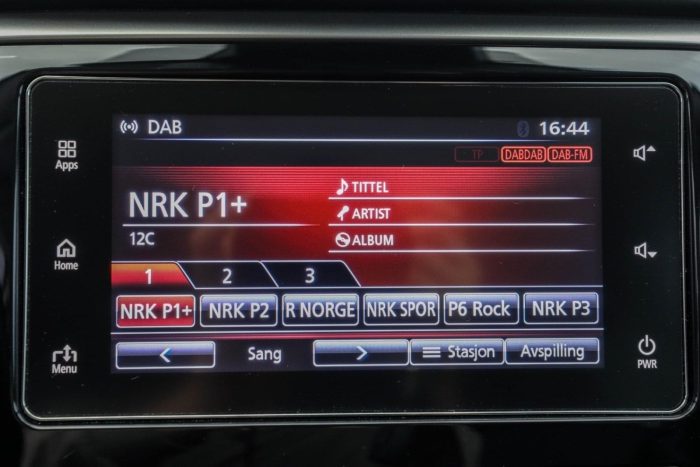 DAB 16:44
TP DABDAB DAB-FM
Apps
NRK P1+
12C
TITTEL
ARTIST
ALBUM
Home
1 2 3
NRK P1+ NRK P2 R NORGE NRK SPOR P6 Rock NRK P3
Menu
< Sang > Stasjon Avspilling
PWR